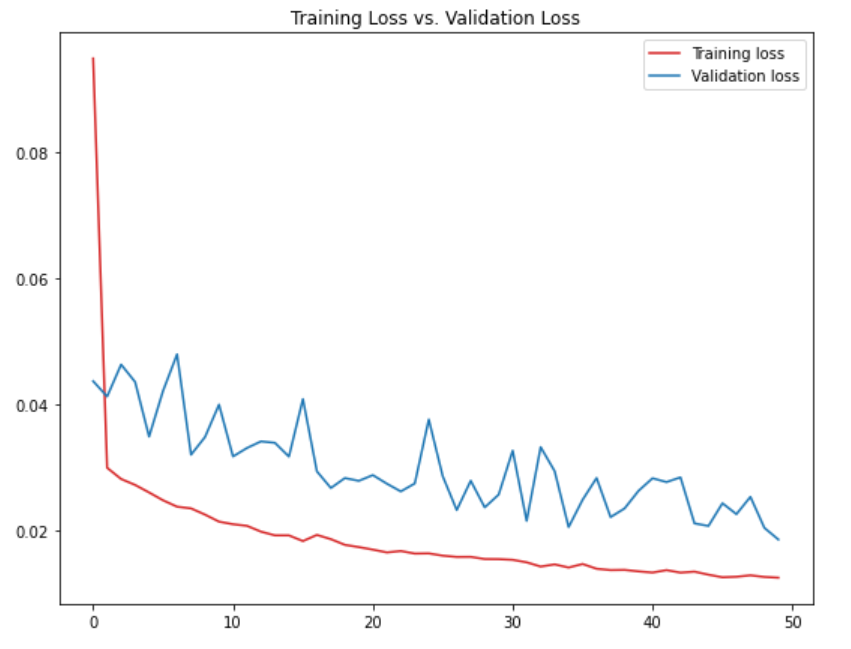 Training Loss vs. Validation Loss
Training loss
Validation loss
0.08
0.06
0.04
0.02
0 10 20 30 40 50